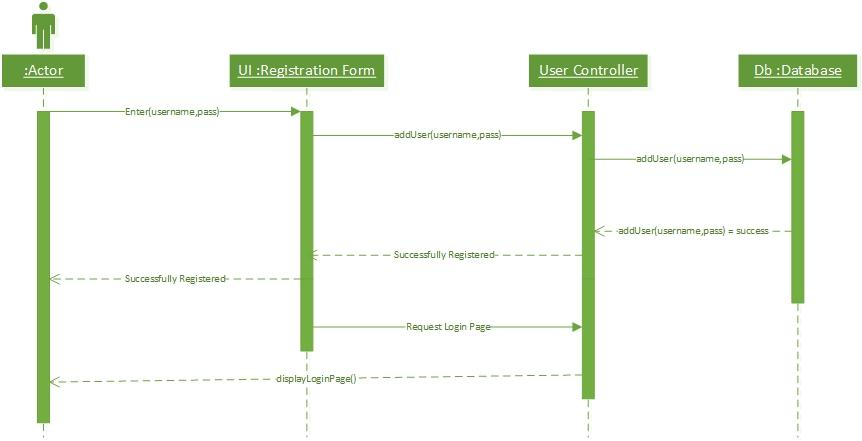 :Actor
UI :Registration Form
User Controller
Db :Database
Enter(username,pass)
addUser(username,pass)
addUser(username,pass)
addUser(username,pass) = success
Successfully Registered
Successfully Registered
Request Login Page
displayLoginPage()